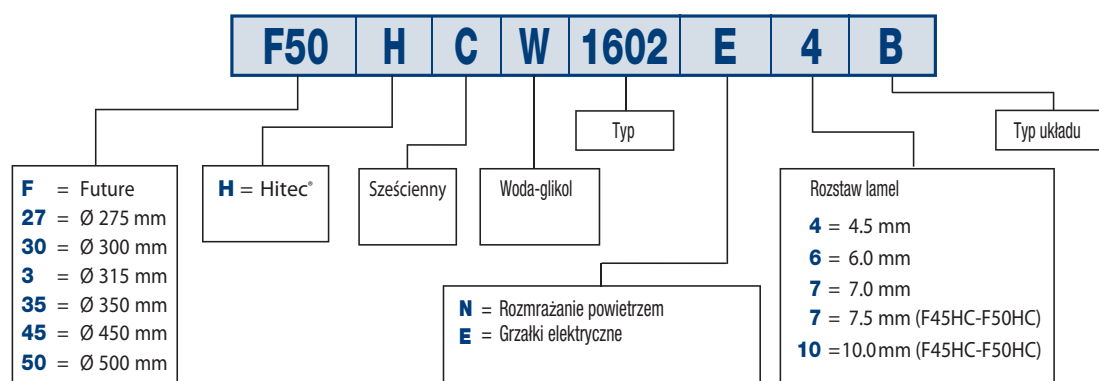 F50 H C W 1602 E 4 B
Typ
Typ układu
F = Future
27 = Ø 275 mm
30 = Ø 300 mm
3 = Ø 315 mm
35 = Ø 350 mm
45 = Ø 450 mm
50 = Ø 500 mm
H = Hitec®
Sześcienny
Woda-glikol
N = Rozmrażanie powietrzem
E = Grzałki elektryczne
Rozstaw lamel
4 = 4.5 mm
6 = 6.0 mm
7 = 7.0 mm
7 = 7.5 mm (F45HC-F50HC)
10 =10.0 mm (F45HC-F50HC)